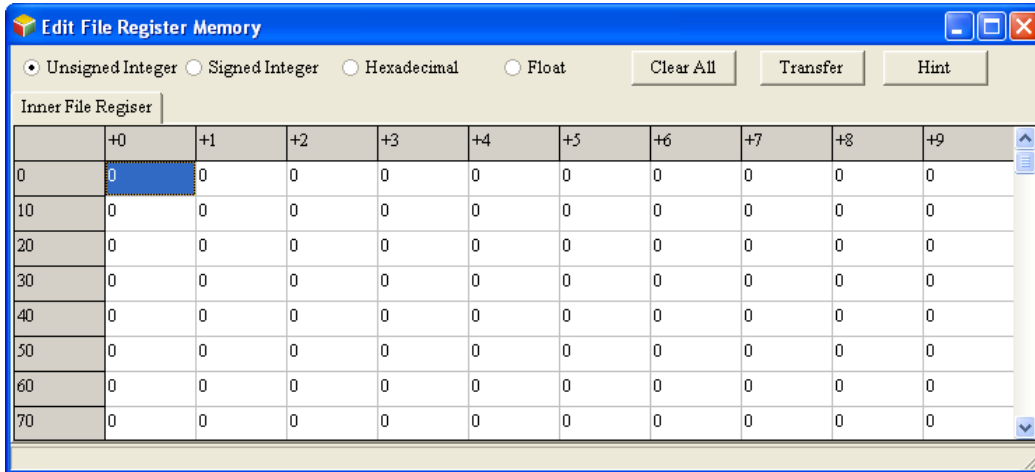 Edit File Register Memory
Unsigned Integer Signed Integer Hexadecimal Float Clear All Transfer Hint
Inner File Regiser
+0 +1 +2 +3 +4 +5 +6 +7 +8 +9
0 0 0 0 0 0 0 0 0 0 0
10 0 0 0 0 0 0 0 0 0 0
20 0 0 0 0 0 0 0 0 0 0
30 0 0 0 0 0 0 0 0 0 0
40 0 0 0 0 0 0 0 0 0 0
50 0 0 0 0 0 0 0 0 0 0
60 0 0 0 0 0 0 0 0 0 0
70 0 0 0 0 0 0 0 0 0 0